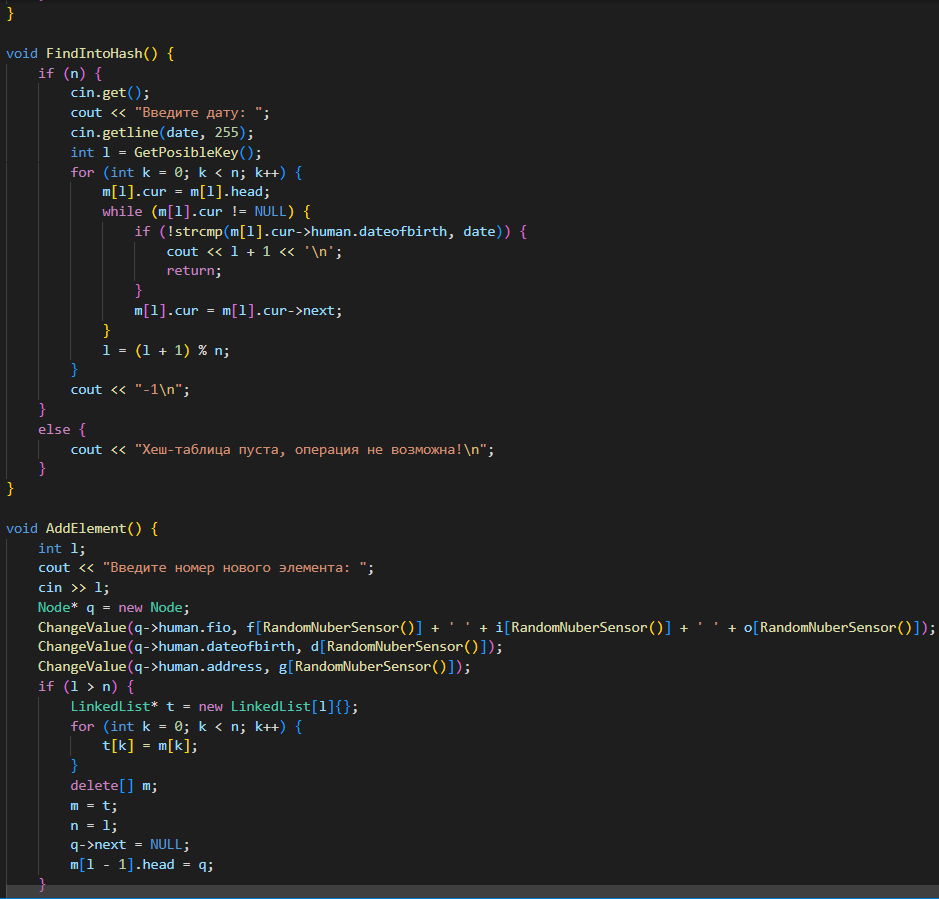 }
void FindIntoHash() {
    if (n) {
        cin.get();
        cout << "Введите дату: ";
        cin.getline(date, 255);
        int l = GetPosibleKey();
        for (int k = 0; k < n; k++) {
            m[l].cur = m[l].head;
            while (m[l].cur != NULL) {
                if (!strcmp(m[l].cur->human.dateofbirth, date)) {
                    cout << l + 1 << '\n';
                    return;
                }
                m[l].cur = m[l].cur->next;
            }
            l = (l + 1) % n;
        }
        cout << "-1\n";
    }
    else {
        cout << "Хеш-таблица пуста, операция не возможна!\n";
    }
}
void AddElement() {
    int l;
    cout << "Введите номер нового элемента: ";
    cin >> l;
    Node* q = new Node;
    ChangeValue(q->human.fio, f[RandomNuberSensor()] + ' ' + i[RandomNuberSensor()] + ' ' + o[RandomNuberSensor()]);
    ChangeValue(q->human.dateofbirth, d[RandomNuberSensor()]);
    ChangeValue(q->human.address, g[RandomNuberSensor()]);
    if (l > n) {
        LinkedList* t = new LinkedList[l]{};
        for (int k = 0; k < n; k++) {
            t[k] = m[k];
        }
        delete[] m;
        m = t;
        n = l;
        q->next = NULL;
        m[l - 1].head = q;
    }